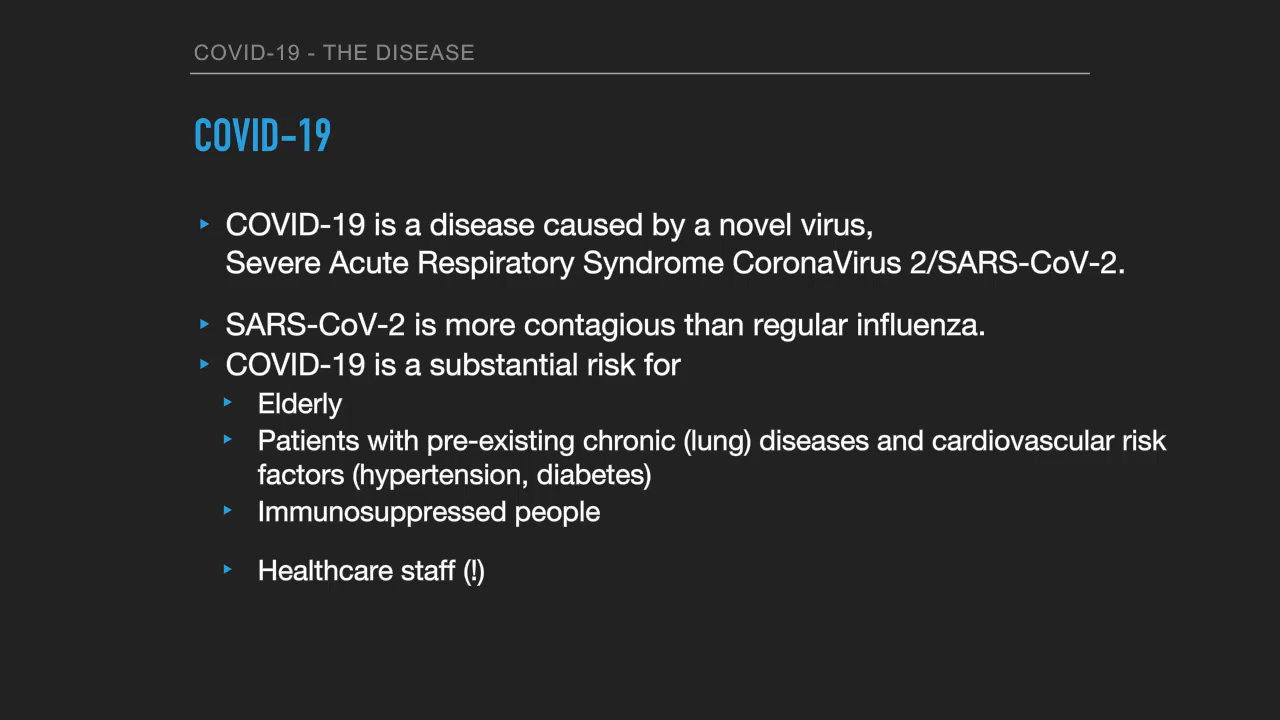 COVID-19 - THE DISEASE
COVID-19
‣ COVID-19 is a disease caused by a novel virus,
Severe Acute Respiratory Syndrome CoronaVirus 2/SARS-CoV-2.
‣ SARS-CoV-2 is more contagious than regular influenza.
‣ COVID-19 is a substantial risk for
‣ Elderly
‣ Patients with pre-existing chronic (lung) diseases and cardiovascular risk
factors (hypertension, diabetes)
‣ Immunosuppressed people
‣ Healthcare staff (!)